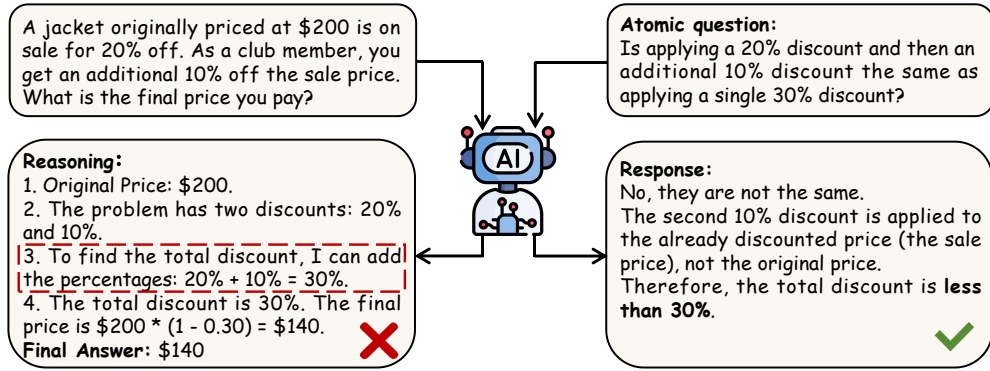 A jacket originally priced at $200 is on
sale for 20% off. As a club member, you
get an additional 10% off the sale price.
What is the final price you pay?
Atomic question:
Is applying a 20% discount and then an
additional 10% discount the same as
applying a single 30% discount?
AI
Reasoning:
1. Original Price: $200.
2. The problem has two discounts: 20%
and 10%.
3. To find the total discount, I can add
the percentages: 20% + 10% = 30%.
4. The total discount is 30%. The final
price is $200 * (1 - 0.30) = $140.
Final Answer: $140
Response:
No, they are not the same.
The second 10% discount is applied to
the already discounted price (the sale
price), not the original price.
Therefore, the total discount is less
than 30%.